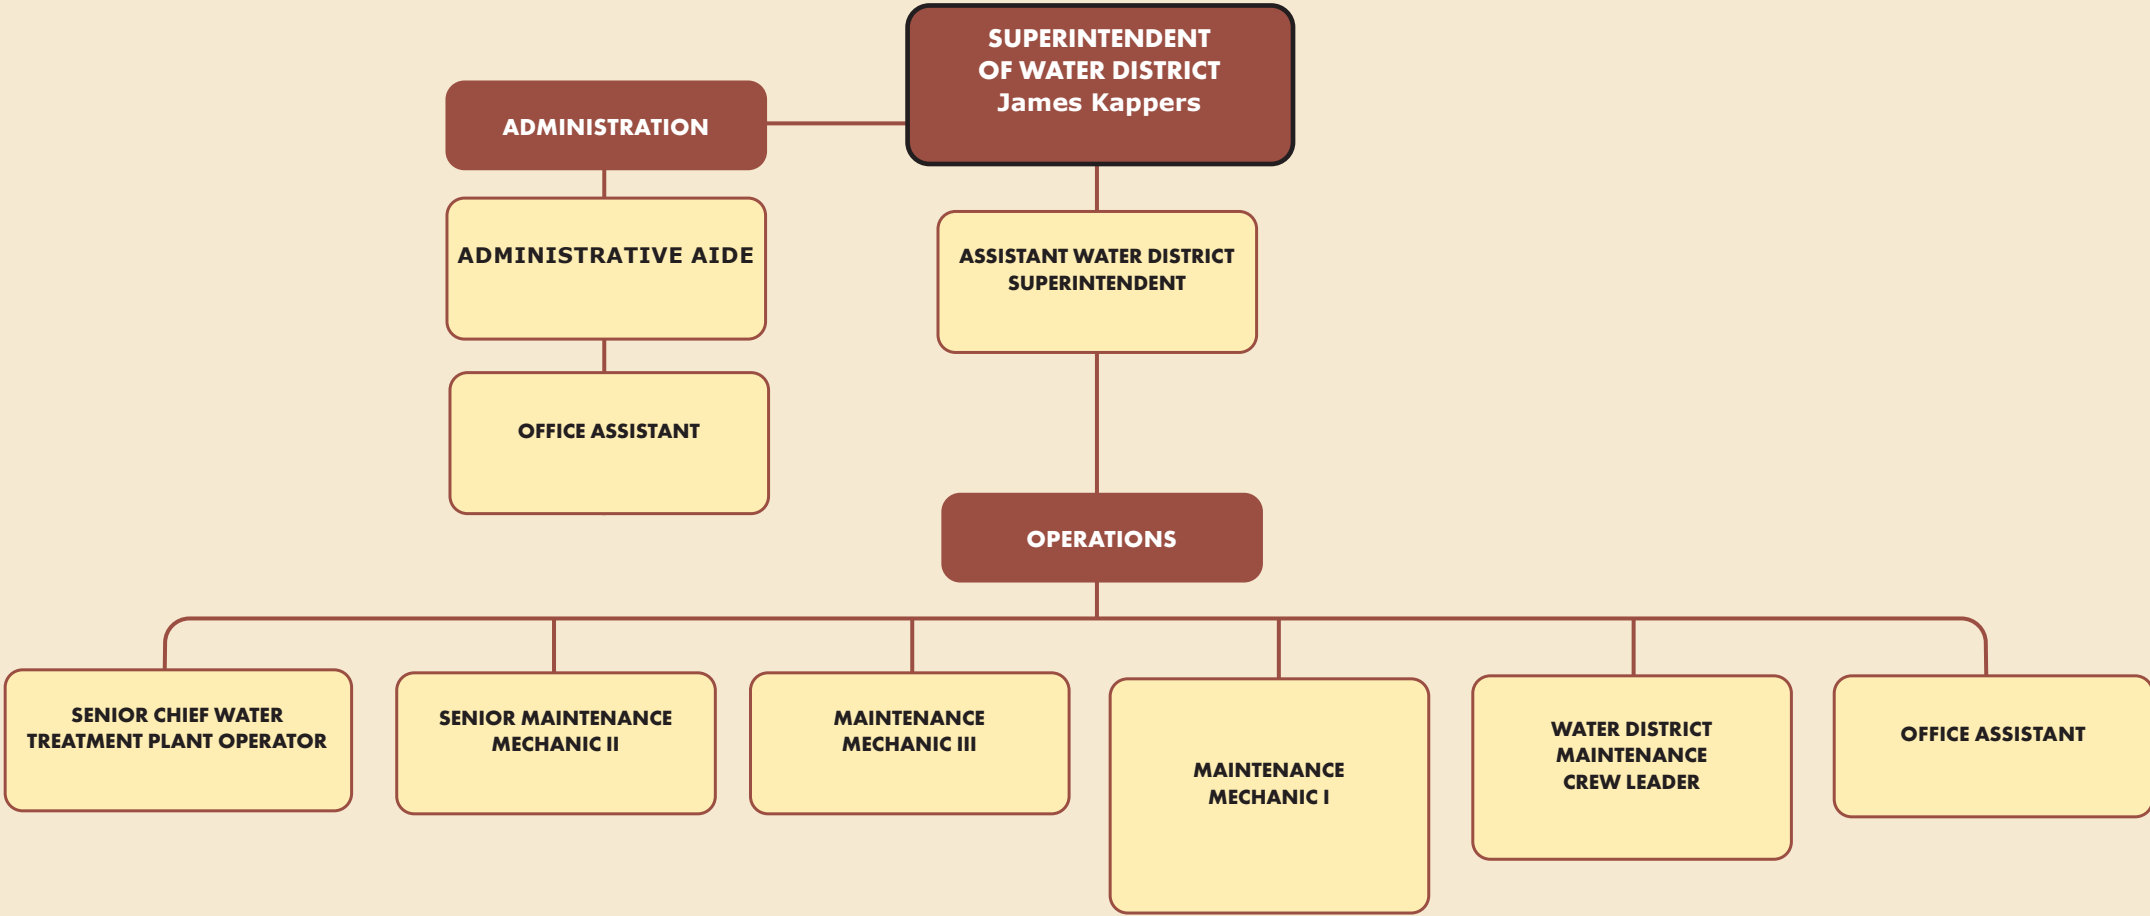 SUPERINTENDENT
OF WATER DISTRICT
James Kappers
ADMINISTRATION
ADMINISTRATIVE AIDE
ASSISTANT WATER DISTRICT
SUPERINTENDENT
OFFICE ASSISTANT
OPERATIONS
SENIOR CHIEF WATER
TREATMENT PLANT OPERATOR
SENIOR MAINTENANCE
MECHANIC II
MAINTENANCE
MECHANIC III
MAINTENANCE
MECHANIC I
WATER DISTRICT
MAINTENANCE
CREW LEADER
OFFICE ASSISTANT